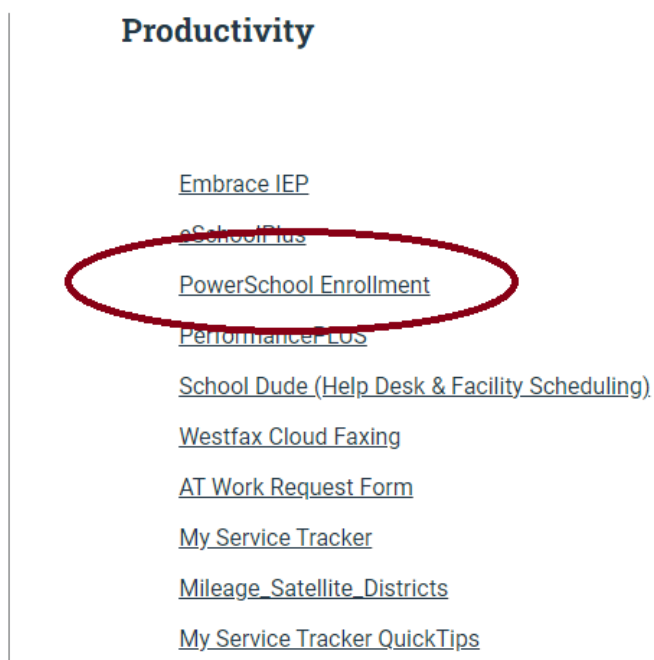 Productivity
Embrace IEP
eSchoolPlus
PowerSchool Enrollment
PerformancePLUS
School Dude (Help Desk & Facility Scheduling)
Westfax Cloud Faxing
AT Work Request Form
My Service Tracker
Mileage_Satellite_Districts
My Service Tracker QuickTips